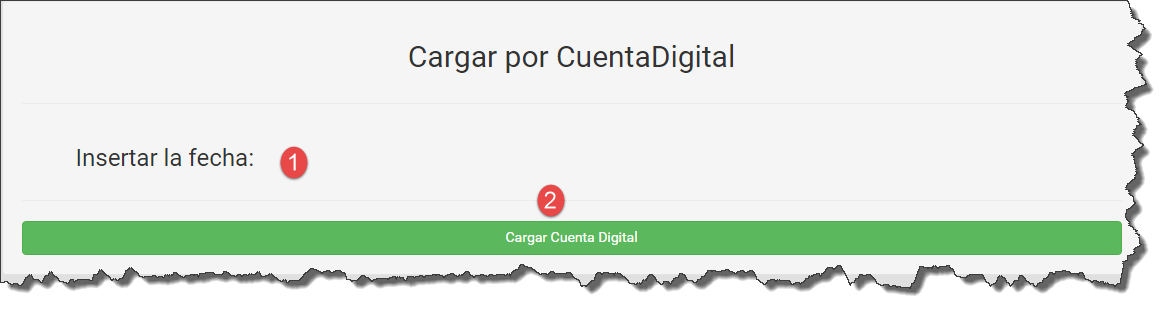 Cargar por CuentaDigital
Insertar la fecha: 1
2
Cargar Cuenta Digital